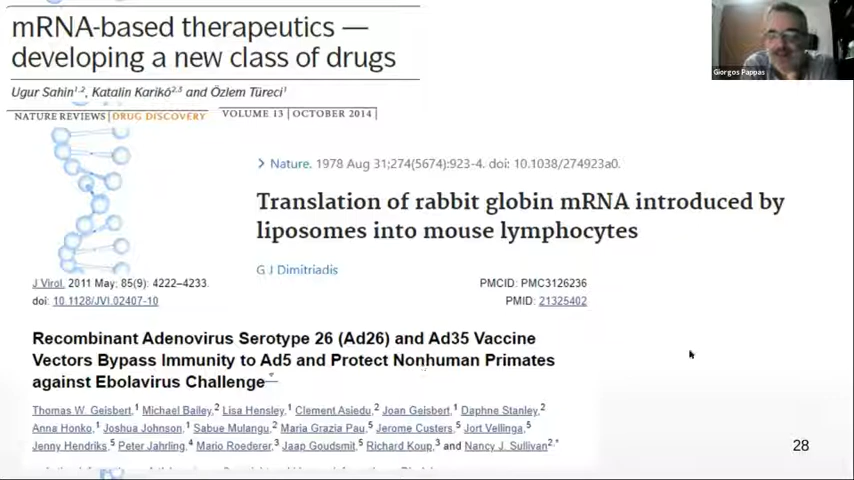 mRNA-based therapeutics —
developing a new class of drugs
Ugur Sahin1,2, Katalin Karikó2,3 and Özlem Türeci1
NATURE REVIEWS | DRUG DISCOVERY VOLUME 13 | OCTOBER 2014 |
Giorgos Pappas
> Nature. 1978 Aug 31;274(5674):923-4. doi: 10.1038/274923a0.
Translation of rabbit globin mRNA introduced by
liposomes into mouse lymphocytes
G J Dimitriadis
J Virol. 2011 May; 85(9): 4222–4233. PMCID: PMC3126236
doi: 10.1128/JVI.02407-10 PMID: 21325402
Recombinant Adenovirus Serotype 26 (Ad26) and Ad35 Vaccine
Vectors Bypass Immunity to Ad5 and Protect Nonhuman Primates
against Ebolavirus Challenge
Thomas W. Geisbert,1 Michael Bailey,2 Lisa Hensley,1 Clement Asiedu,2 Joan Geisbert,1 Daphne Stanley,2
Anna Honko,1 Joshua Johnson,1 Sabue Mulangu,2 Maria Grazia Pau,5 Jerome Custers,5 Jort Vellinga,5
Jenny Hendriks,5 Peter Jahrling,4 Mario Roederer,3 Jaap Goudsmit,5 Richard Koup,3 and Nancy J. Sullivan2,*
28